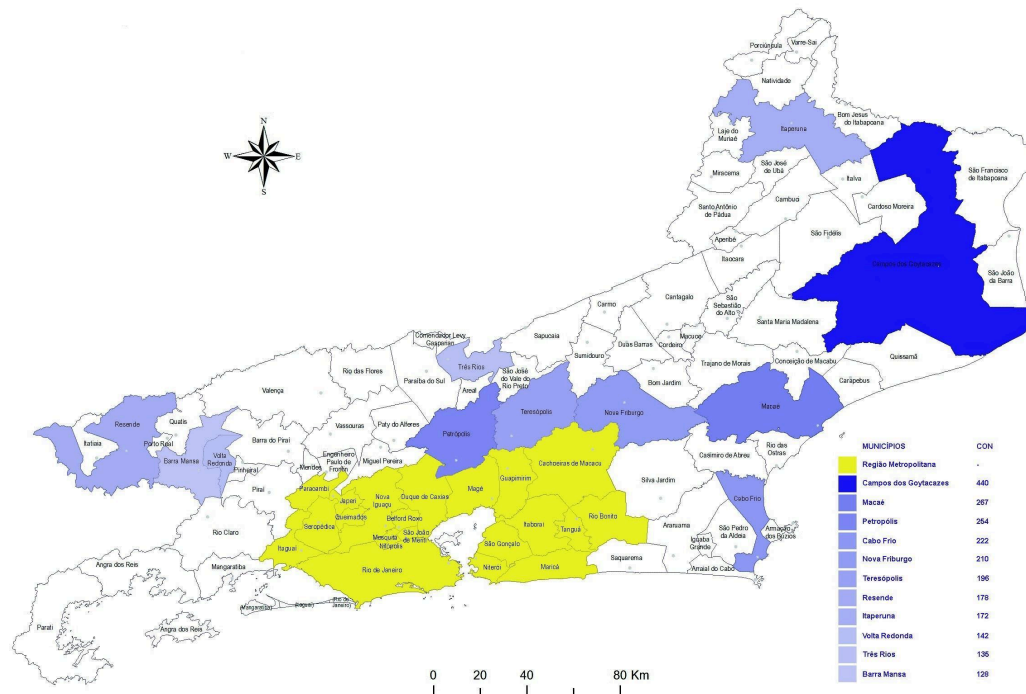 Porciúncula
Varre-Sai
Natividade
Bom Jesus
do Itabapoana
Laje do
Muriaé
Itaperuna
São Francisco
de Itabapoana
Miracema
São José
de Ubá
Italva
Cambuci
Cardoso Moreira
Santo Antônio
de Pádua
São Fidélis
Aperibé
Itaocara
Campos dos Goytacazes
São João
da Barra
N
W
E
S
Cantagalo
Carmo
São
Sebastião
do Alto
Santa Maria Madalena
Comendador Levy
Gasparian
Sapucaia
Sumidouro
Duas Barras
Cordeiro
Macuco
Trajano de Morais
Conceição de Macabu
Quissamã
Carapebus
Rio das Flores
Paraíba do Sul
Três Rios
São José
do Vale do
Rio Preto
Areal
Bom Jardim
Valença
Teresópolis
Nova Friburgo
Macaé
Resende
Quatis
Itatiaia
Porto Real
Barra Mansa
Volta
Redonda
Barra do Piraí
Vassouras
Paty do Alferes
Petrópolis
Pinheiral
Mendes
Engenheiro
Paulo de
Frontin
Miguel Pereira
Cachoeiras de Macacu
Casimiro de Abreu
Rio das
Ostras
Piraí
Paracambi
Japeri
Nova
Iguaçu
Duque de Caxias
Magé
Guapimirim
Silva Jardim
Cabo Frio
Rio Claro
Seropédica
Queimados
Belford Roxo
São João
de Meriti
Mesquita
Nilópolis
Itaboraí
Tanguá
Rio Bonito
Araruama
São Pedro
da Aldeia
Armação
dos Búzios
Iguaba
Grande
Itaguaí
São Gonçalo
Saquarema
Arraial do Cabo
Angra dos Reis
Mangaratiba
Rio de Janeiro
Niterói
Maricá
(Mangaratiba)
(Itaguaí)
(Rio de
Janeiro)
Parati
Angra dos Reis
0 20 40 80 Km
MUNICÍPIOS CON
Região Metropolitana -
Campos dos Goytacazes 440
Macaé 267
Petropólis 254
Cabo Frio 222
Nova Friburgo 210
Teresópolis 196
Resende 178
Itaperuna 172
Volta Redonda 142
Três Rios 135
Barra Mansa 128